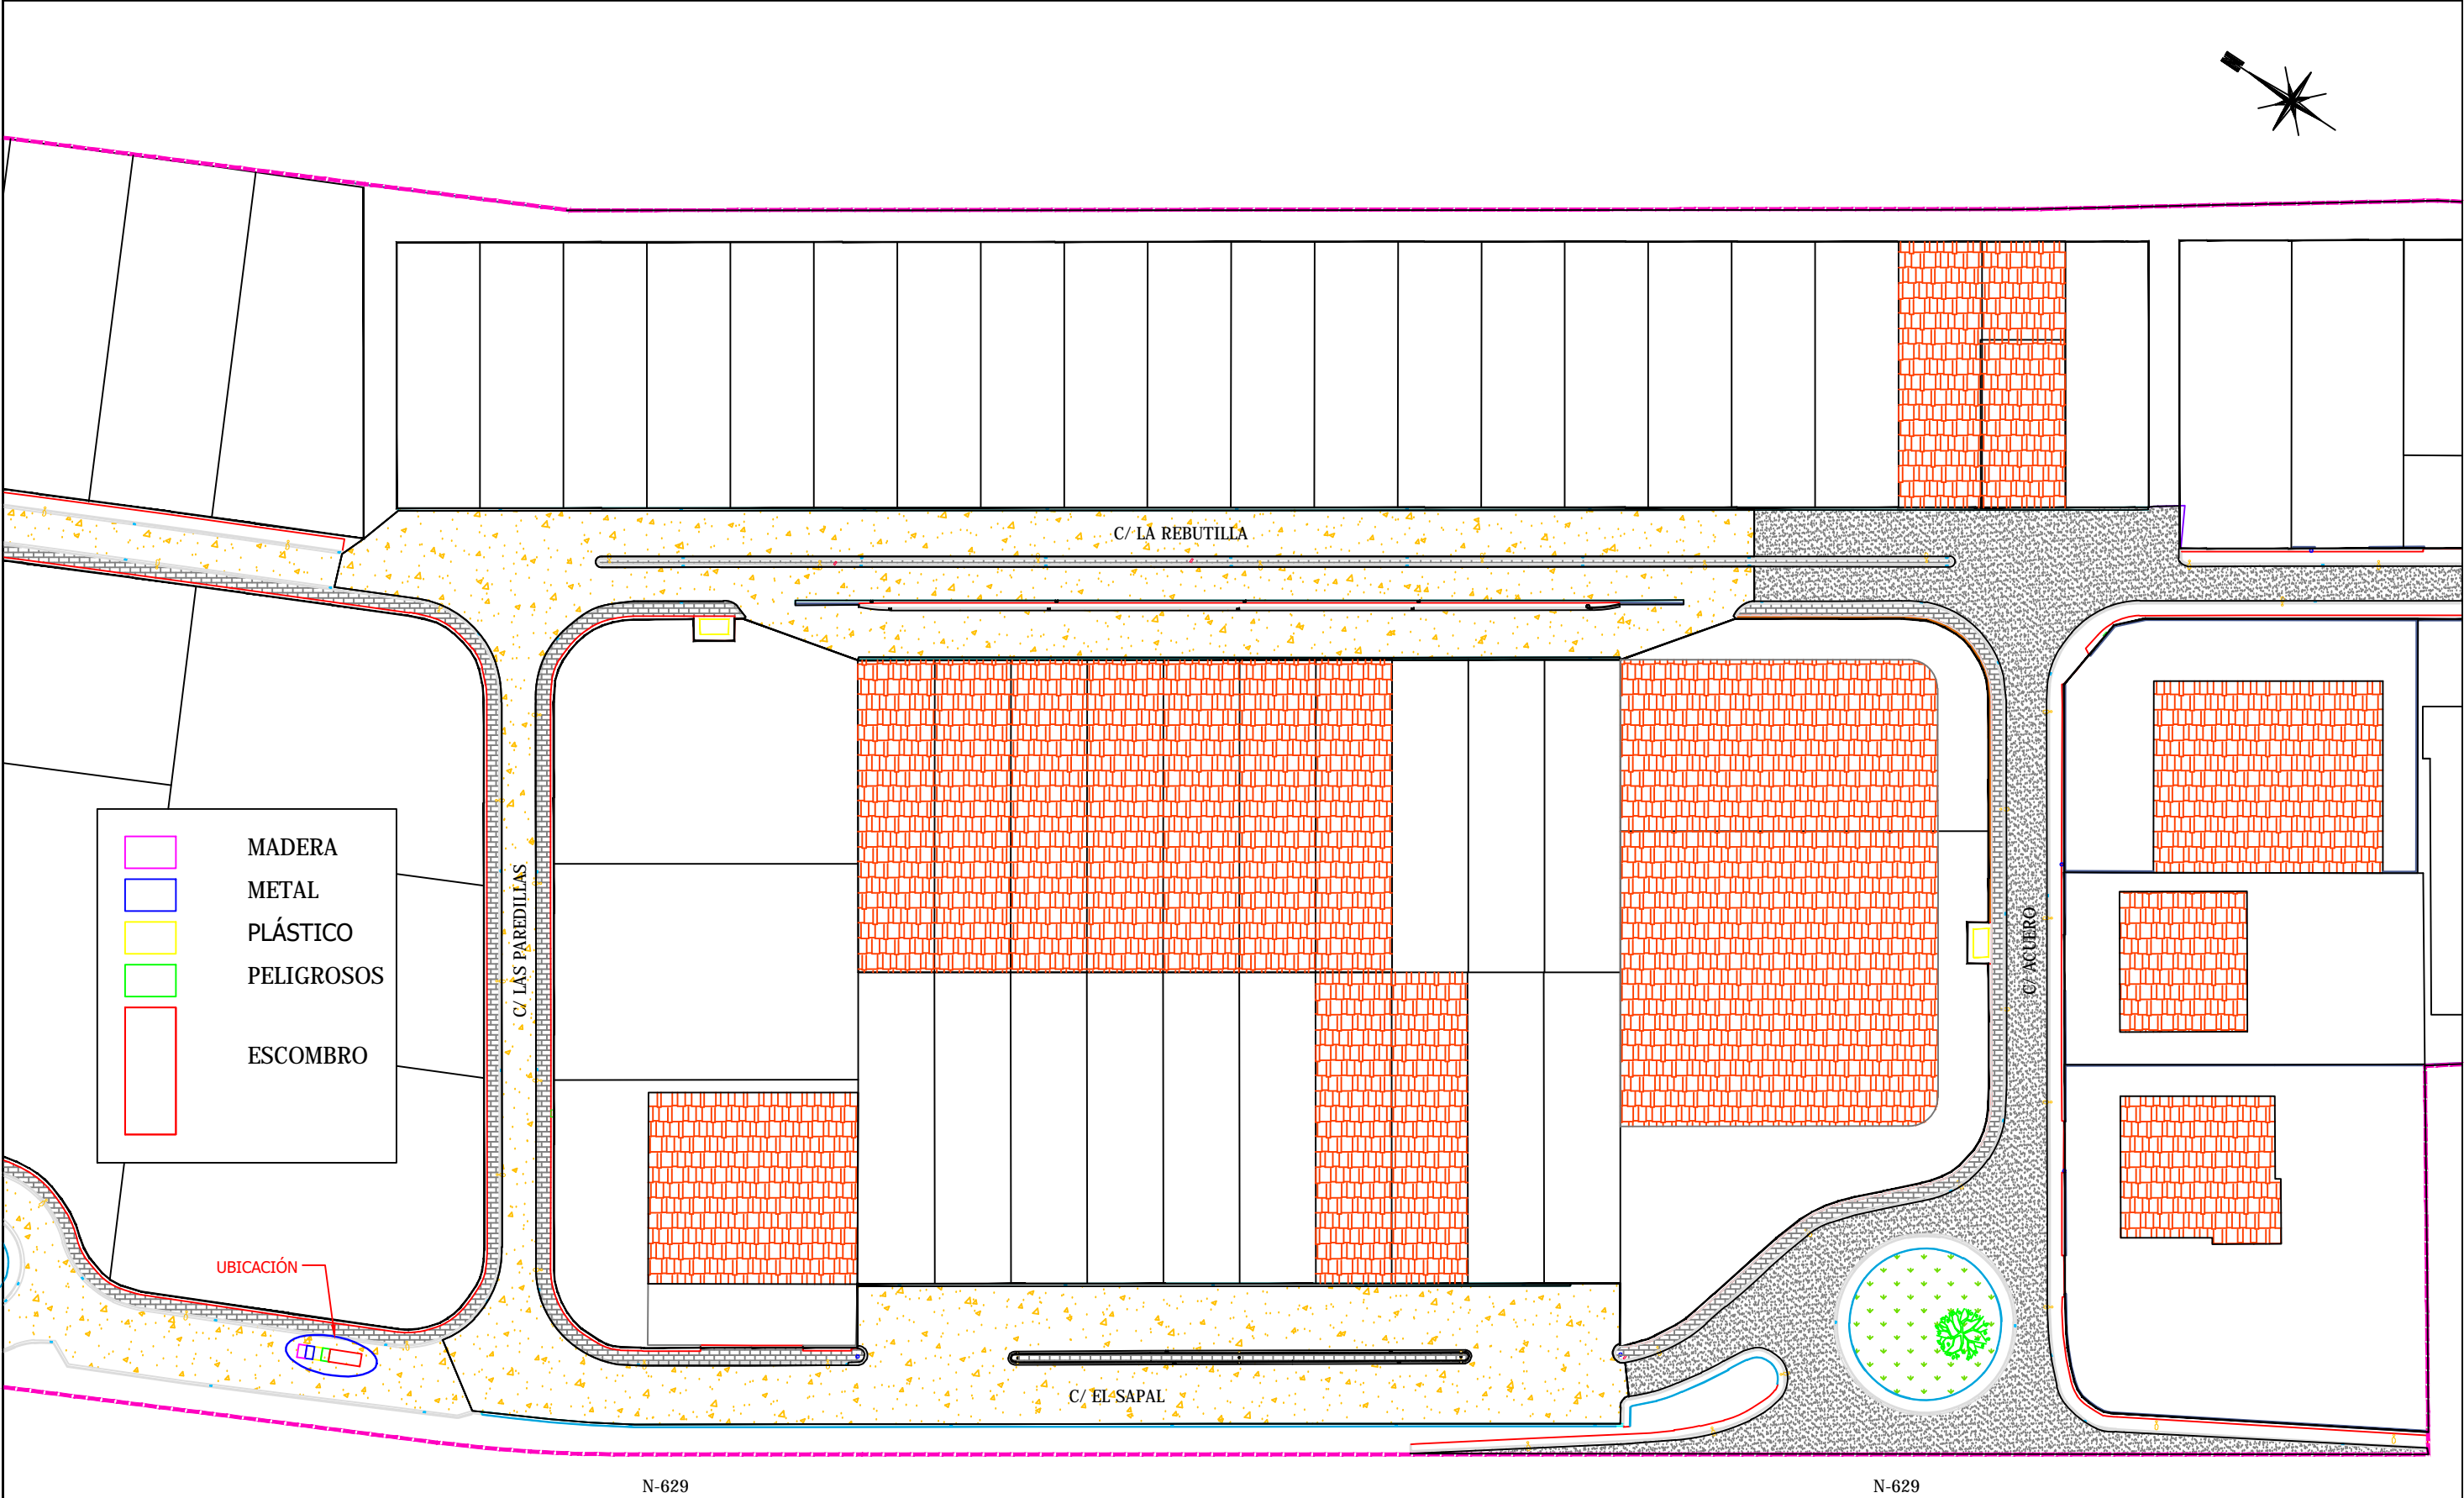 C/ LA REBUTILLA
MADERA
METAL
PLÁSTICO
PELIGROSOS
ESCOMBRO
C/ LAS PAREDILLAS
C/ ACUERO
UBICACIÓN
C/ EL SAPAL
N-629
N-629